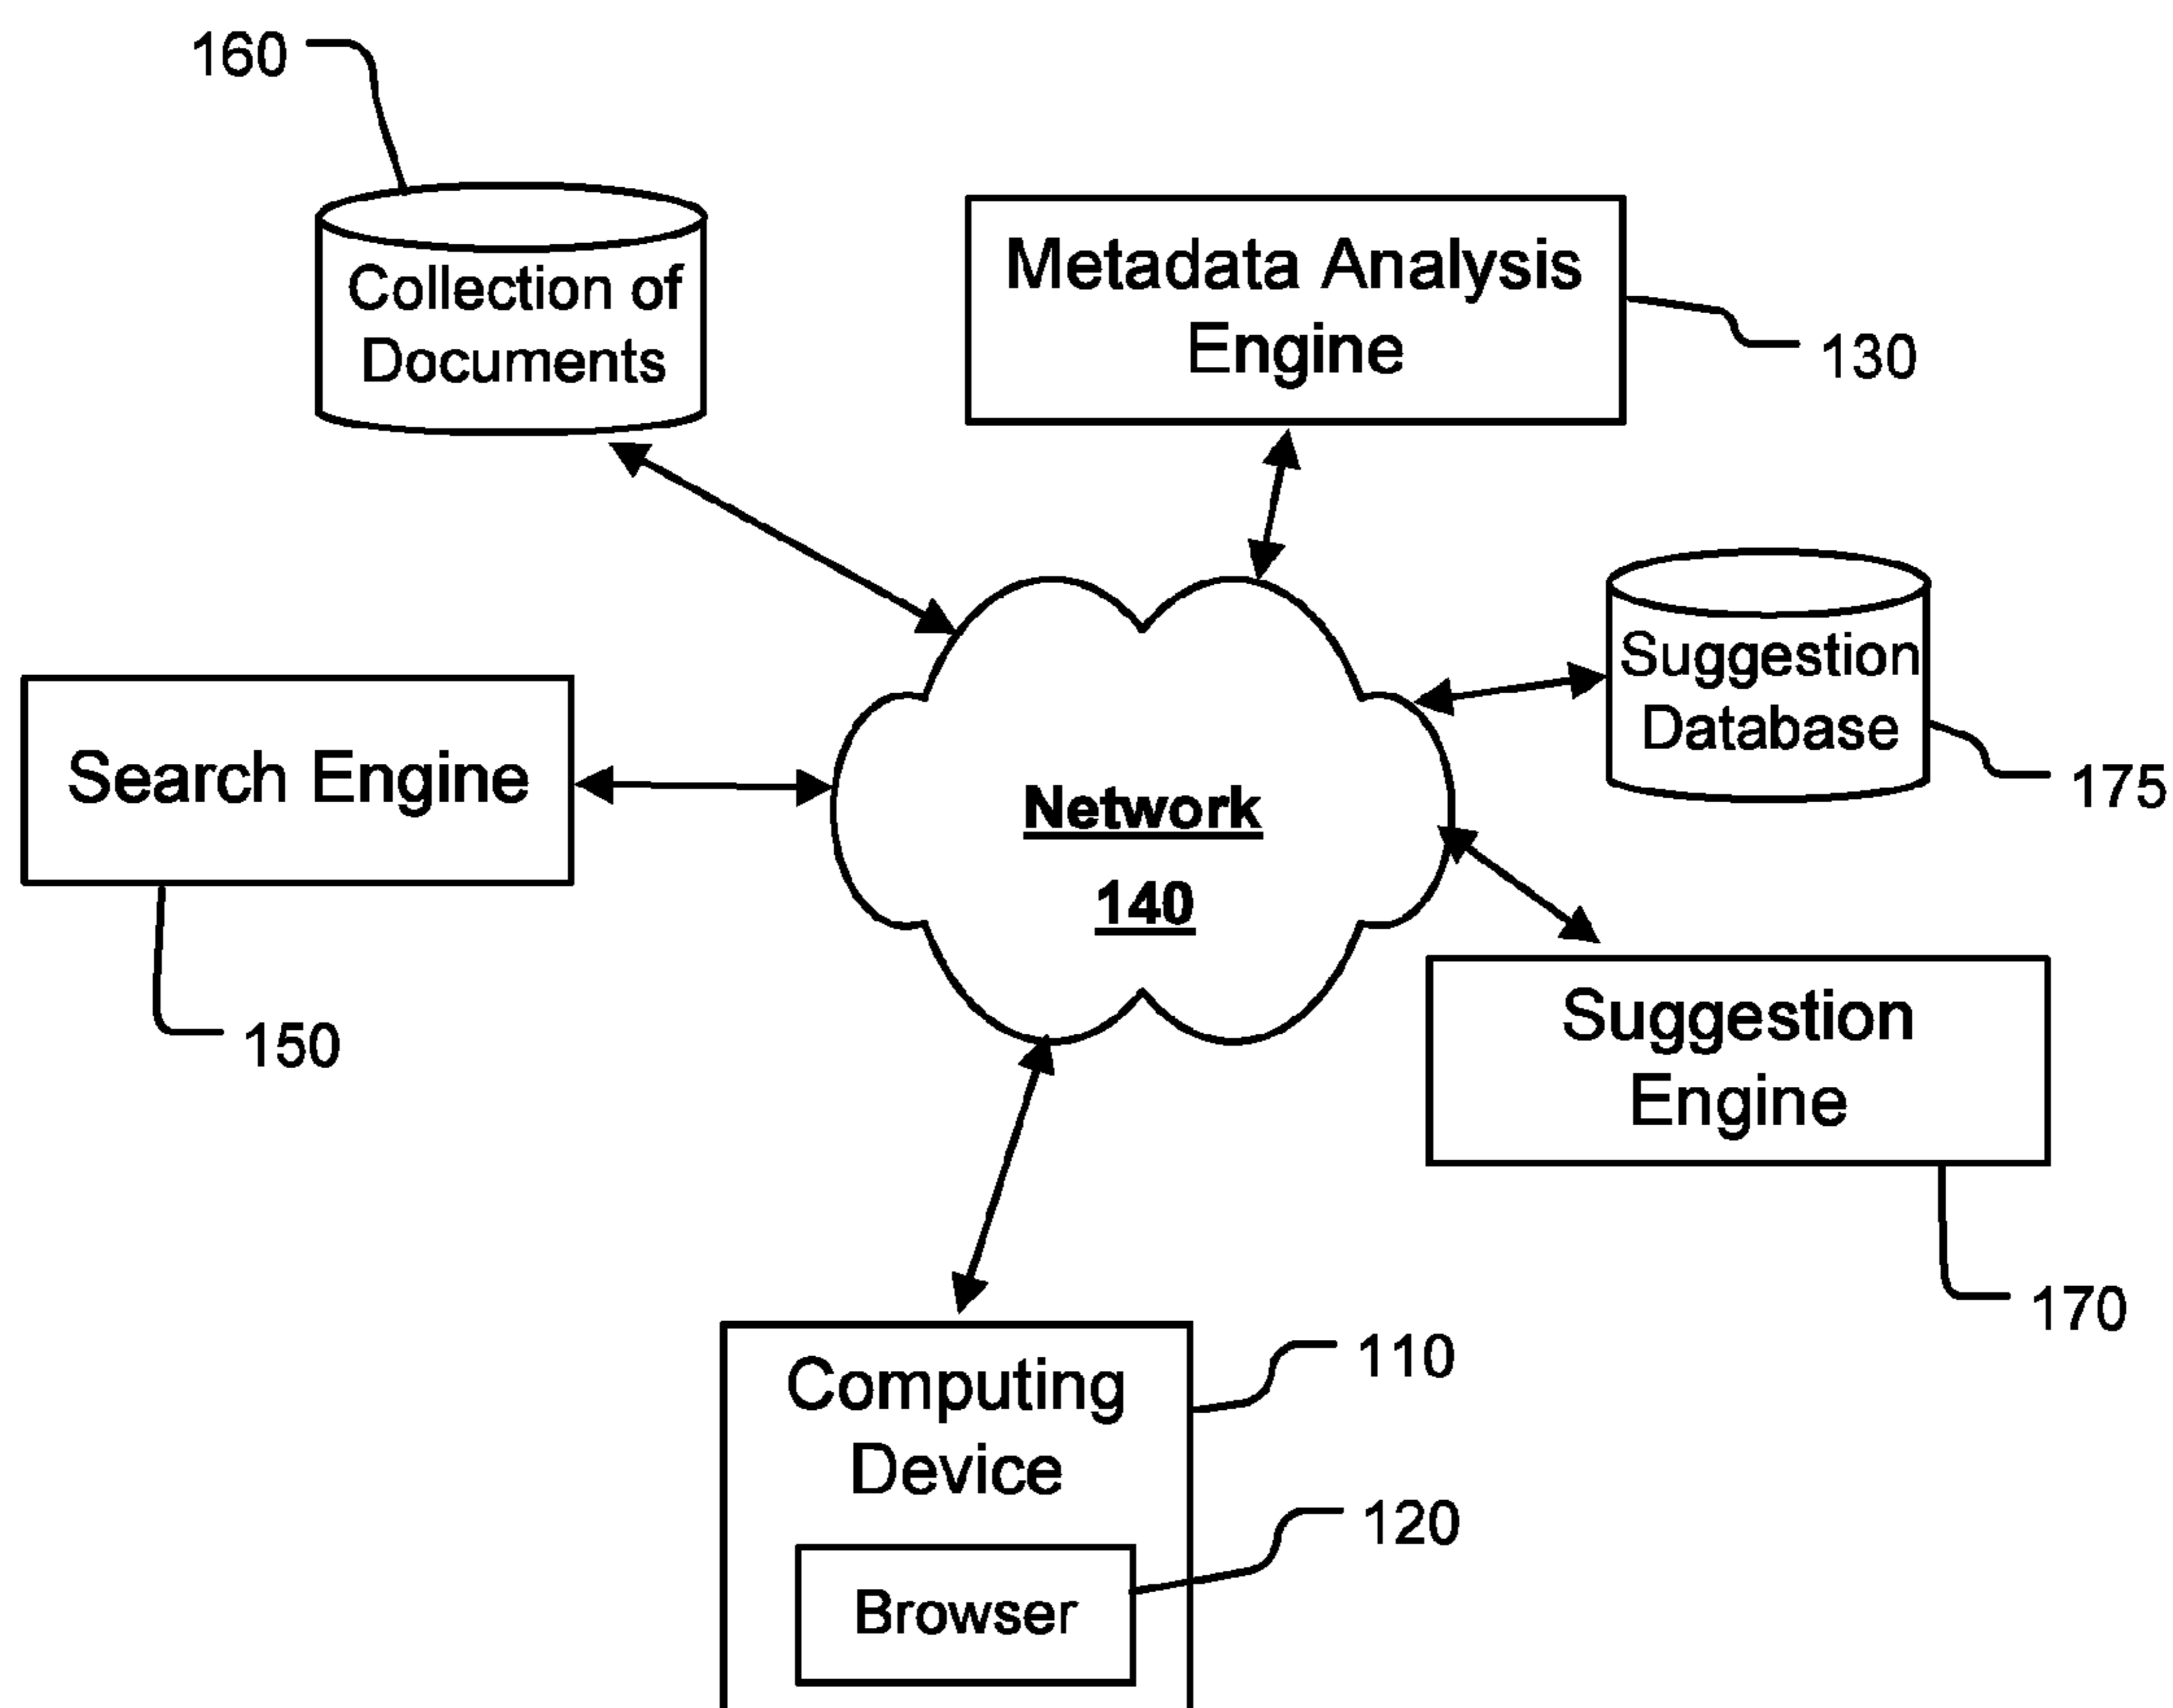 160
Collection of
Documents
Metadata Analysis
Engine
130
Suggestion
Database
175
Search Engine
150
Network
140
Suggestion
Engine
170
Computing
Device
110
120
Browser